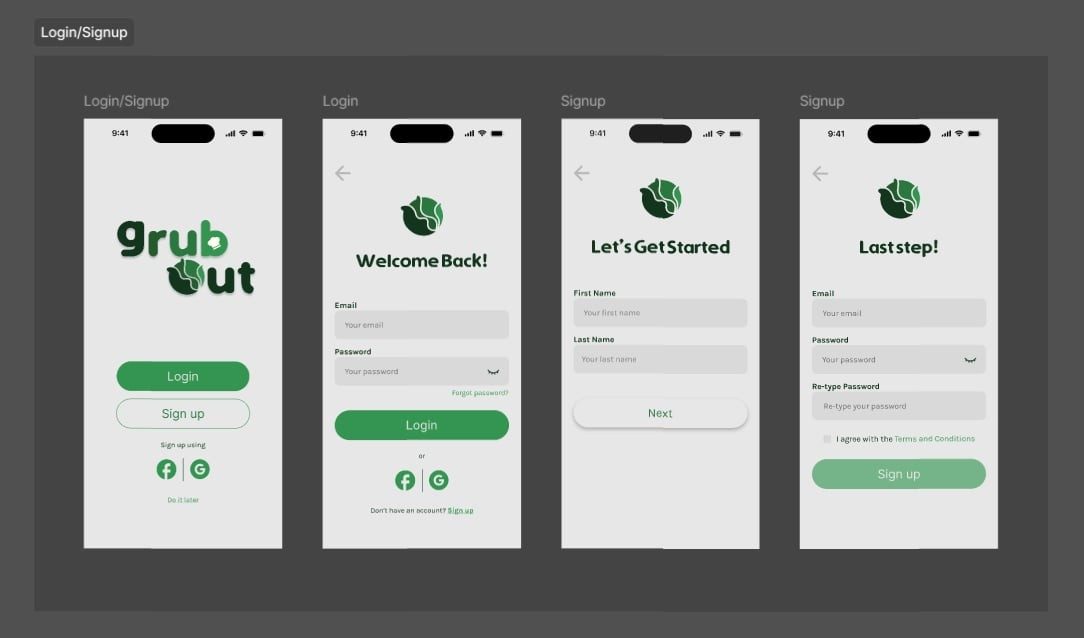 Login/Signup
Login/Signup
9:41
grub
out
Login
Sign up
Sign up using
Do it later
Login
9:41
Welcome Back!
Email
Your email
Password
Your password
Forgot password?
Login
or
Don't have an account? Sign up
Signup
9:41
Let's Get Started
First Name
Your first name
Last Name
Your last name
Next
Signup
9:41
Last step!
Email
Your email
Password
Your password
Re-type Password
Re-type your password
I agree with the Terms and Conditions
Sign up